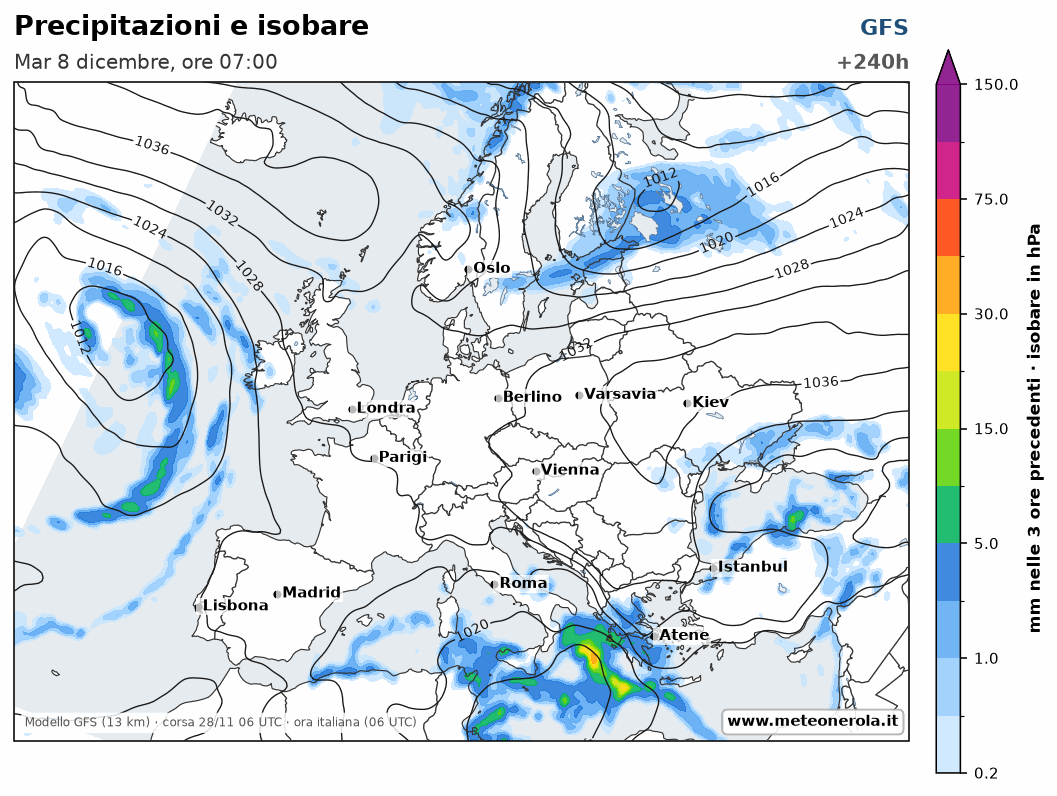 Precipitazioni e isobare
GFS
Mar 8 dicembre, ore 07:00
+240h
150.0
75.0
30.0
15.0
5.0
1.0
0.2
mm nelle 3 ore precedenti · isobare in hPa
1036
1012
1016
1032
1024
1024
1020
1016
Oslo
1028
1028
1012
1032
1036
Berlino
Varsavia
Kiev
Londra
Parigi
Vienna
Istanbul
Roma
Madrid
Lisbona
1020
Atene
Modello GFS (13 km) · corsa 28/11 06 UTC · ora italiana (06 UTC)
www.meteonerola.it